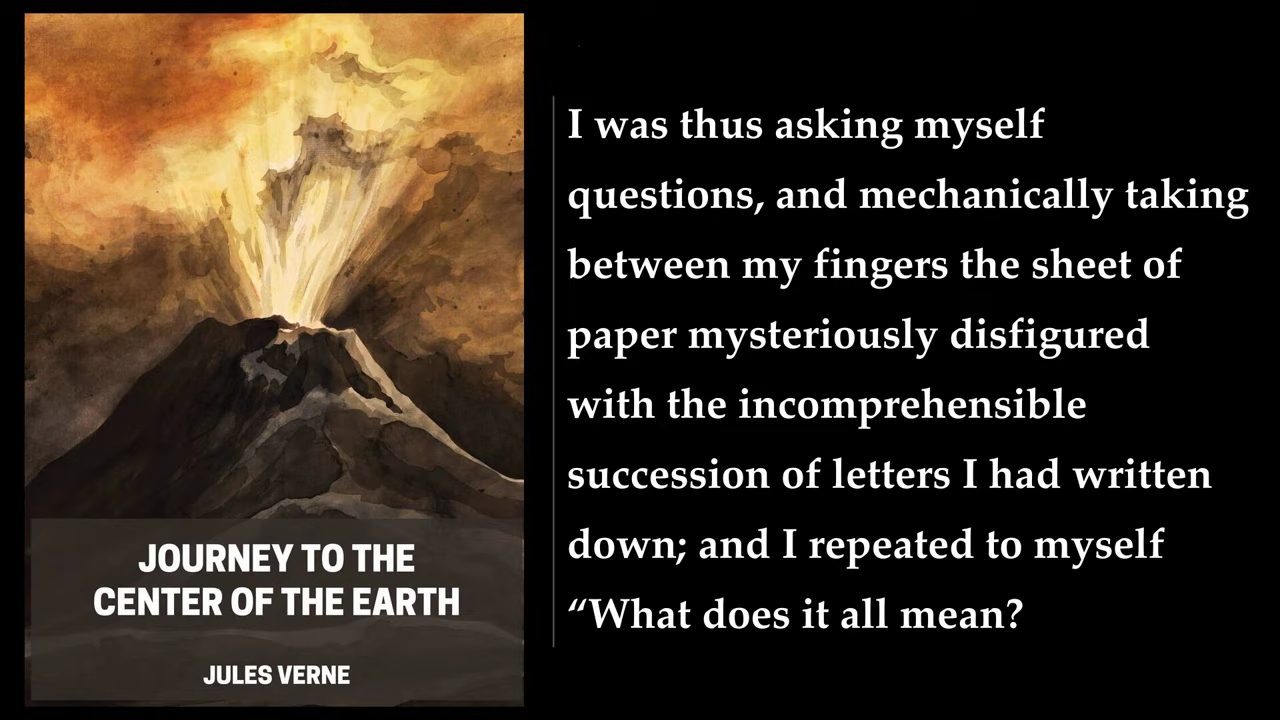 JOURNEY TO THE
CENTER OF THE EARTH
JULES VERNE
I was thus asking myself
questions, and mechanically taking
between my fingers the sheet of
paper mysteriously disfigured
with the incomprehensible
succession of letters I had written
down; and I repeated to myself
“What does it all mean?